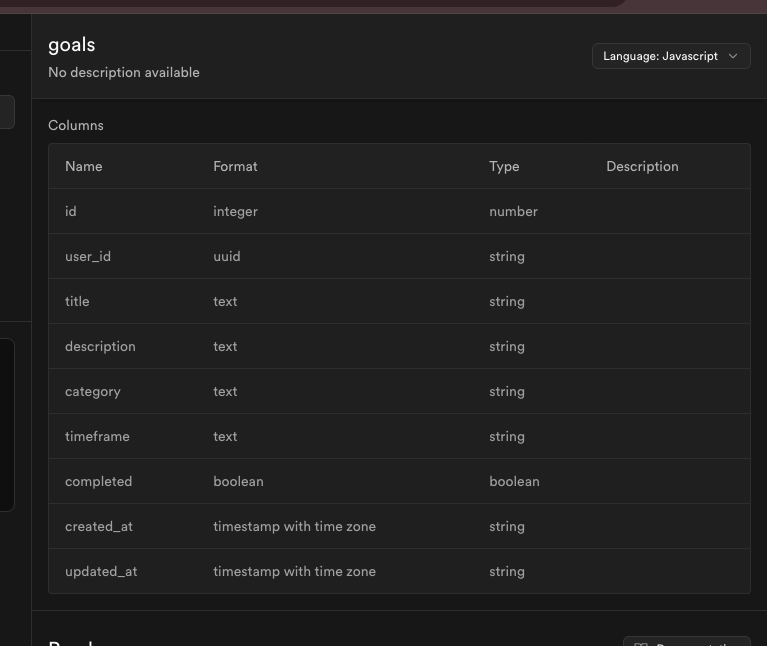 goals
No description available
Language: Javascript
Columns
Name Format Type Description
id integer number
user_id uuid string
title text string
description text string
category text string
timeframe text string
completed boolean boolean
created_at timestamp with time zone string
updated_at timestamp with time zone string